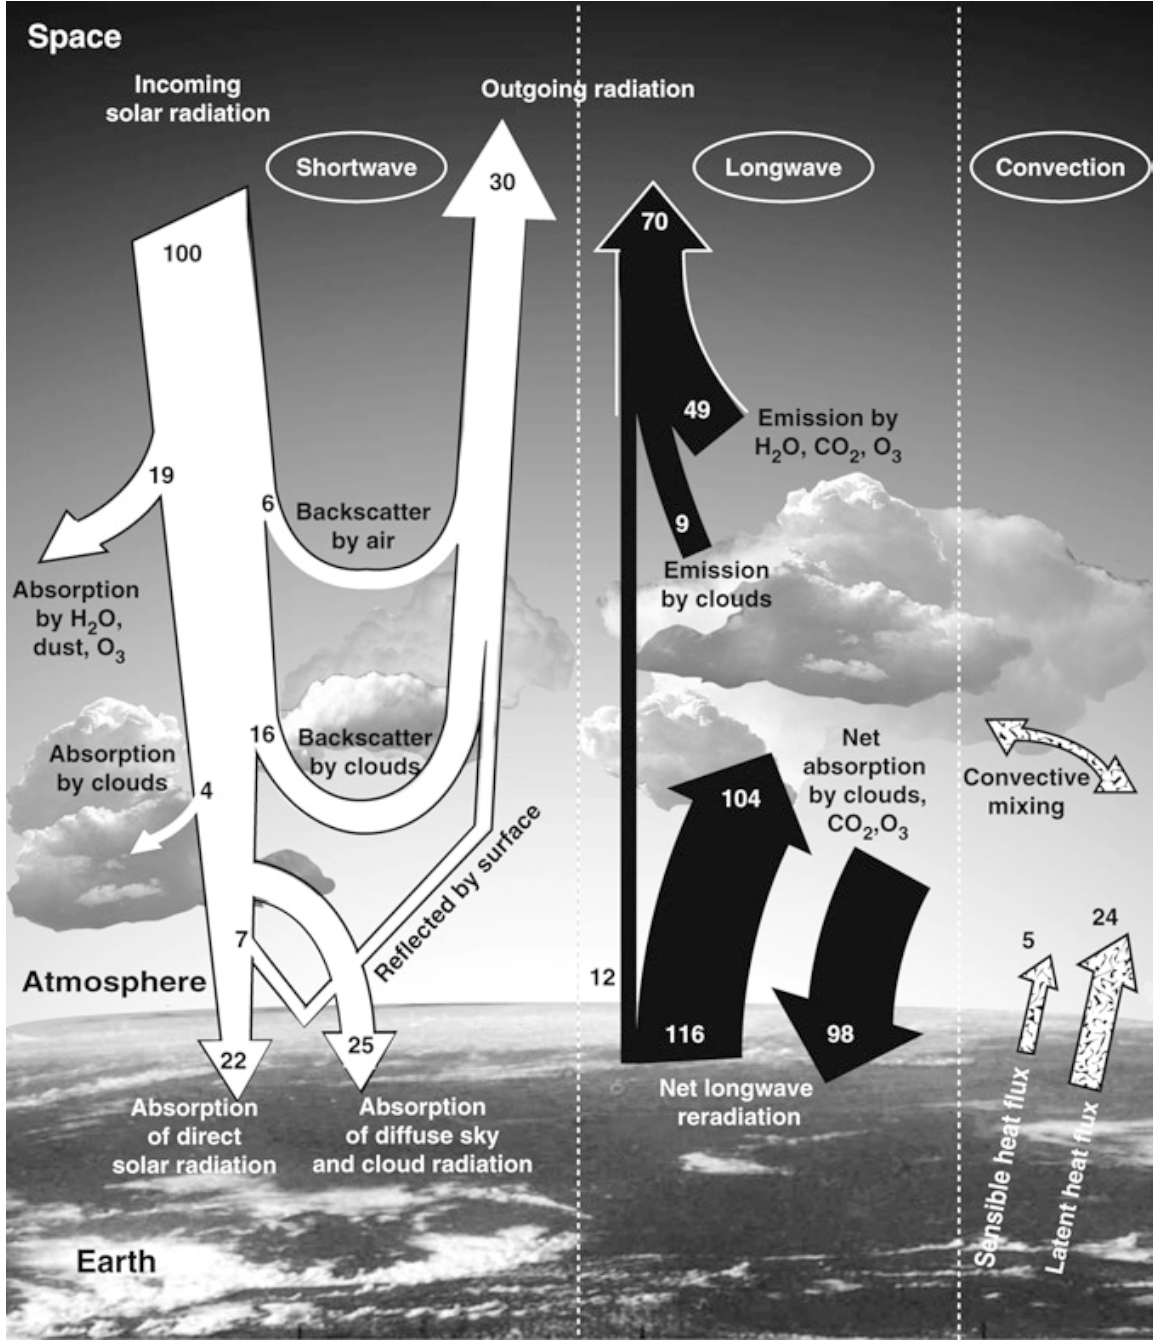 Space
Incoming
solar radiation
Outgoing radiation
Shortwave
Longwave
Convection
30
70
100
49
Emission by
H₂O, CO₂, O₃
19
6
Backscatter
by air
9
Emission
by clouds
Absorption
by H₂O,
dust, O₃
16
Backscatter
by clouds
Absorption
by clouds
4
Net
absorption
by clouds,
CO₂,O₃
104
Convective
mixing
Reflected by surface
7
5
24
Atmosphere
12
22
25
116
98
Absorption
of direct
solar radiation
Absorption
of diffuse sky
and cloud radiation
Net longwave
reradiation
Sensible heat flux
Latent heat flux
Earth